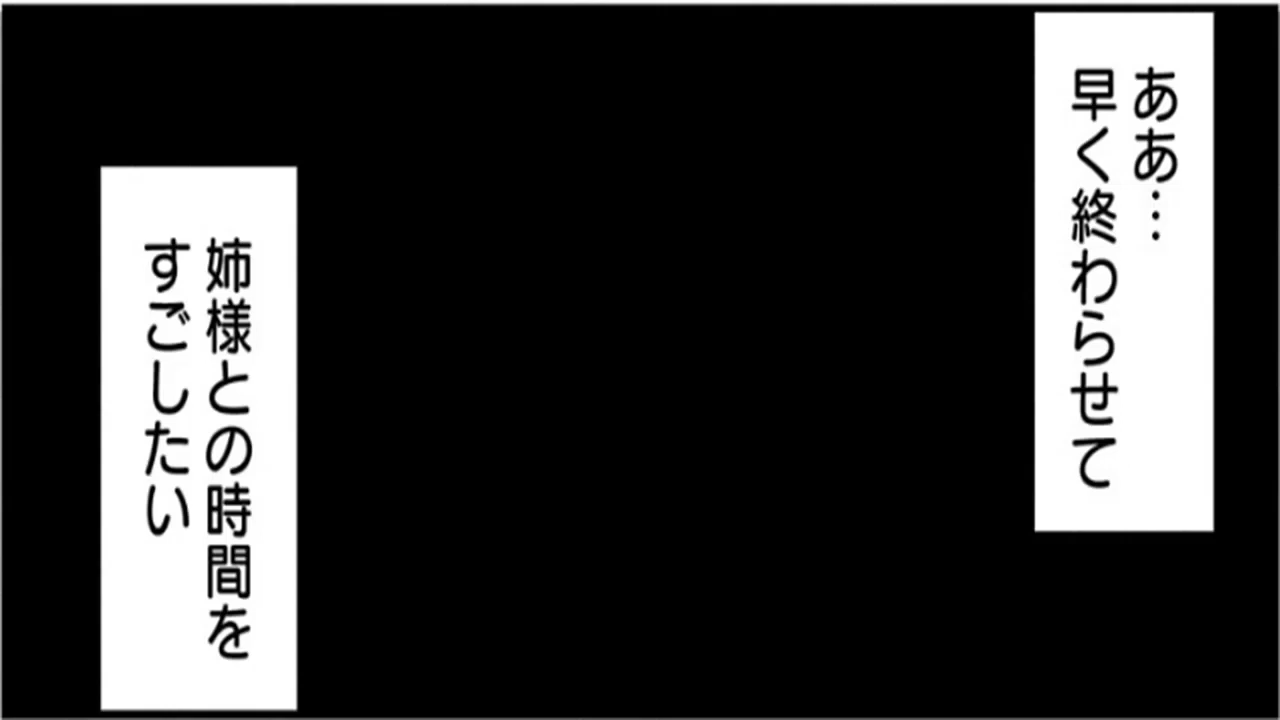 ああ…
早く終わらせて
姉様との時間を
すごしたい